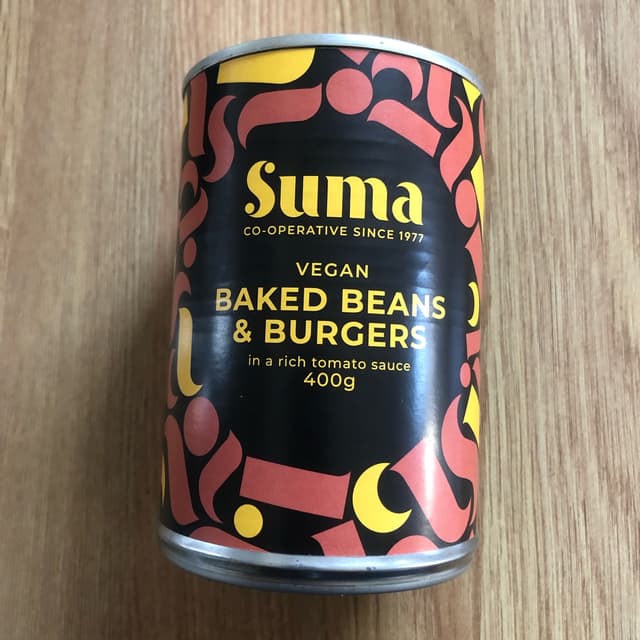 Suma
CO-OPERATIVE SINCE 1977
VEGAN
BAKED BEANS
& BURGERS
in a rich tomato sauce
400g